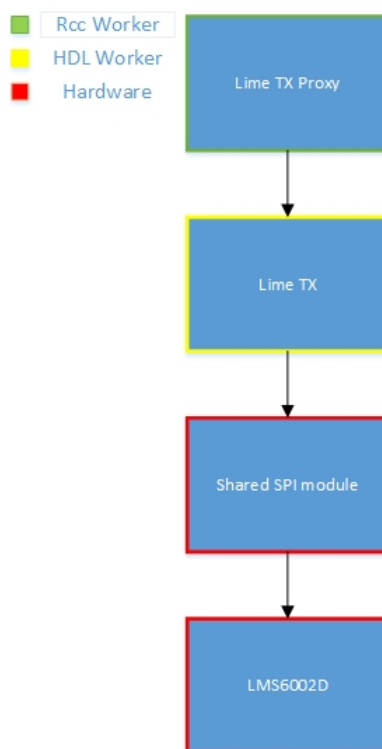 Rcc Worker
HDL Worker
Hardware
Lime TX Proxy
Lime TX
Shared SPI module
LMS6002D